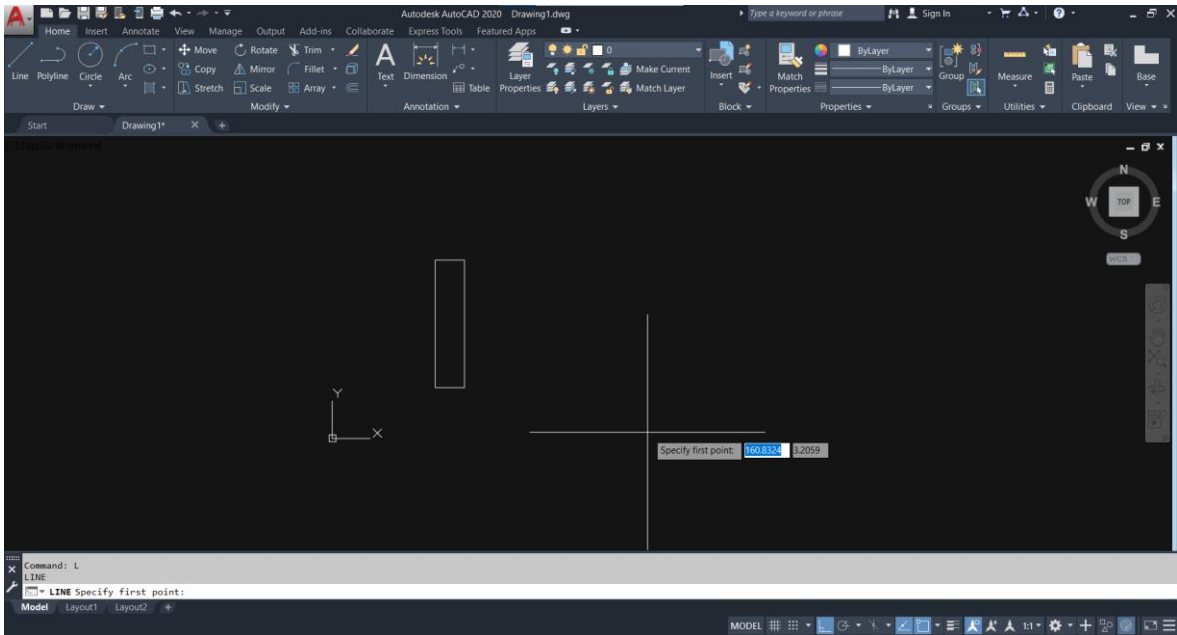 Autodesk AutoCAD 2020 Drawing1.dwg
Type a keyword or phrase
Sign In
Home Insert Annotate View Manage Output Add-ins Collaborate Express Tools Featured Apps
Line Polyline Circle Arc
Move Rotate Trim
Copy Mirror Fillet
Stretch Scale Array
Text Dimension
Table
Layer Properties
0
Make Current
Match Layer
Insert
Match Properties
ByLayer
ByLayer
ByLayer
Group
Measure
Paste
Base
Draw Modify Annotation Layers Block Properties Groups Utilities Clipboard View
Start Drawing1* +
N
W TOP E
S
WCS
Y
X
Specify first point: 160.8324 3.2059
Command: L
LINE
LINE Specify first point:
Model Layout1 Layout2 +
MODEL 1:1